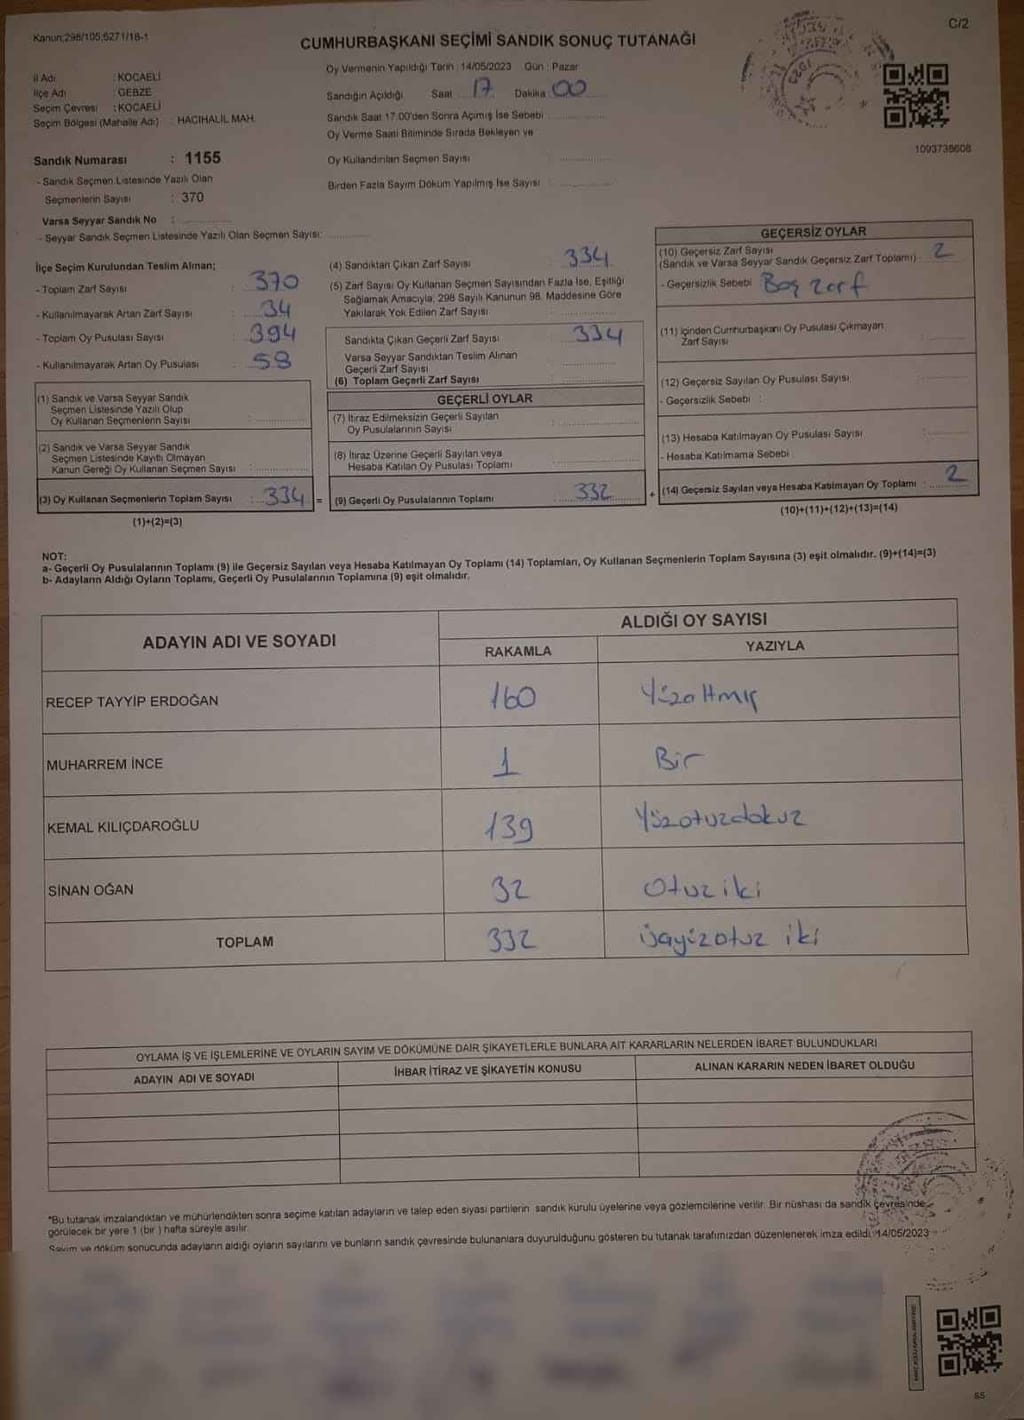 Kanun:298/105;6271/18-1
C/2
CUMHURBAŞKANI SEÇİMİ SANDIK SONUÇ TUTANAĞI
İl Adı : KOCAELİ
İlçe Adı : GEBZE
Seçim Çevresi : KOCAELİ
Seçim Bölgesi (Mahalle Adı) : HACIHALİL MAH.
Oy Vermenin Yapıldığı Tarih : 14/05/2023 Gün : Pazar
Sandığın Açıldığı Saat 17 Dakika 00
Sandık Saat 17.00'den Sonra Açımış İse Sebebi
Oy Verme Saati Bitiminde Sırada Bekleyen ve
Oy Kullandırılan Seçmen Sayısı
Birden Fazla Sayım Döküm Yapılmış İse Sayısı
1093738608
Sandık Numarası : 1155
- Sandık Seçmen Listesinde Yazılı Olan
Seçmenlerin Sayısı : 370
Varsa Seyyar Sandık No :
- Seyyar Sandık Seçmen Listesinde Yazılı Olan Seçmen Sayısı:
İlçe Seçim Kurulundan Teslim Alınan;
- Toplam Zarf Sayısı : 370
- Kullanılmayarak Artan Zarf Sayısı : 34
- Toplam Oy Pusulası Sayısı : 394
- Kullanılmayarak Artan Oy Pusulası : 58
(1) Sandık ve Varsa Seyyar Sandık
Seçmen Listesinde Yazılı Olup
Oy Kullanan Seçmenlerin Sayısı
(2) Sandık ve Varsa Seyyar Sandık
Seçmen Listesinde Kayıtlı Olmayan
Kanun Gereği Oy Kullanan Seçmen Sayısı :
(3) Oy Kullanan Seçmenlerin Toplam Sayısı : 334 =
(1)+(2)=(3)
(4) Sandıktan Çıkan Zarf Sayısı 334
(5) Zarf Sayısı Oy Kullanan Seçmen Sayısından Fazla İse, Eşitliği
Sağlamak Amacıyla; 298 Sayılı Kanunun 98. Maddesine Göre
Yakılarak Yok Edilen Zarf Sayısı
Sandıkta Çıkan Geçerli Zarf Sayısı 334
Varsa Seyyar Sandıktan Teslim Alınan
Geçerli Zarf Sayısı
(6) Toplam Geçerli Zarf Sayısı
GEÇERLİ OYLAR
(7) İtiraz Edilmeksizin Geçerli Sayılan
Oy Pusulalarının Sayısı
(8) İtiraz Üzerine Geçerli Sayılan veya
Hesaba Katılan Oy Pusulası Toplamı
(9) Geçerli Oy Pusulalarının Toplamı 332 +
GEÇERSİZ OYLAR
(10) Geçersiz Zarf Sayısı
(Sandık ve Varsa Seyyar Sandık Geçersiz Zarf Toplamı) 2
- Geçersizlik Sebebi : Boş zarf
(11) İçinden Cumhurbaşkanı Oy Pusulası Çıkmayan
Zarf Sayısı
(12) Geçersiz Sayılan Oy Pusulası Sayısı
- Geçersizlik Sebebi :
(13) Hesaba Katılmayan Oy Pusulası Sayısı
- Hesaba Katılmama Sebebi
(14) Geçersiz Sayılan veya Hesaba Katılmayan Oy Toplamı : 2
(10)+(11)+(12)+(13)=(14)
NOT:
a- Geçerli Oy Pusulalarının Toplamı (9) ile Geçersiz Sayılan veya Hesaba Katılmayan Oy Toplamı (14) Toplamları, Oy Kullanan Seçmenlerin Toplam Sayısına (3) eşit olmalıdır. (9)+(14)=(3)
b- Adayların Aldığı Oyların Toplamı, Geçerli Oy Pusulalarının Toplamına (9) eşit olmalıdır.
ADAYIN ADI VE SOYADI
ALDIĞI OY SAYISI
RAKAMLA YAZIYLA
RECEP TAYYİP ERDOĞAN 160 Yüzaltmış
MUHARREM İNCE 1 Bir
KEMAL KILIÇDAROĞLU 139 Yüzotuzdokuz
SİNAN OĞAN 32 Otuz iki
TOPLAM 332 üçyüzotuz iki
OYLAMA İŞ VE İŞLEMLERİNE VE OYLARIN SAYIM VE DÖKÜMÜNE DAİR ŞİKAYETLERLE BUNLARA AİT KARARLARIN NELERDEN İBARET BULUNDUKLARI
ADAYIN ADI VE SOYADI İHBAR İTİRAZ VE ŞİKAYETİN KONUSU ALINAN KARARIN NEDEN İBARET OLDUĞU
*Bu tutanak imzalandıktan ve mühürlendikten sonra seçime katılan adayların ve talep eden siyasi partilerin sandık kurulu üyelerine veya gözlemcilerine verilir. Bir nüshası da sandık çevresinde
görülecek bir yere 1 (bir ) hafta süreyle asılır.
Sayım ve döküm sonucunda adayların aldığı oyların sayılarını ve bunların sandık çevresinde bulunanlara duyurulduğunu gösteren bu tutanak tarafımızdan düzenlenerek imza edildi. 14/05/2023